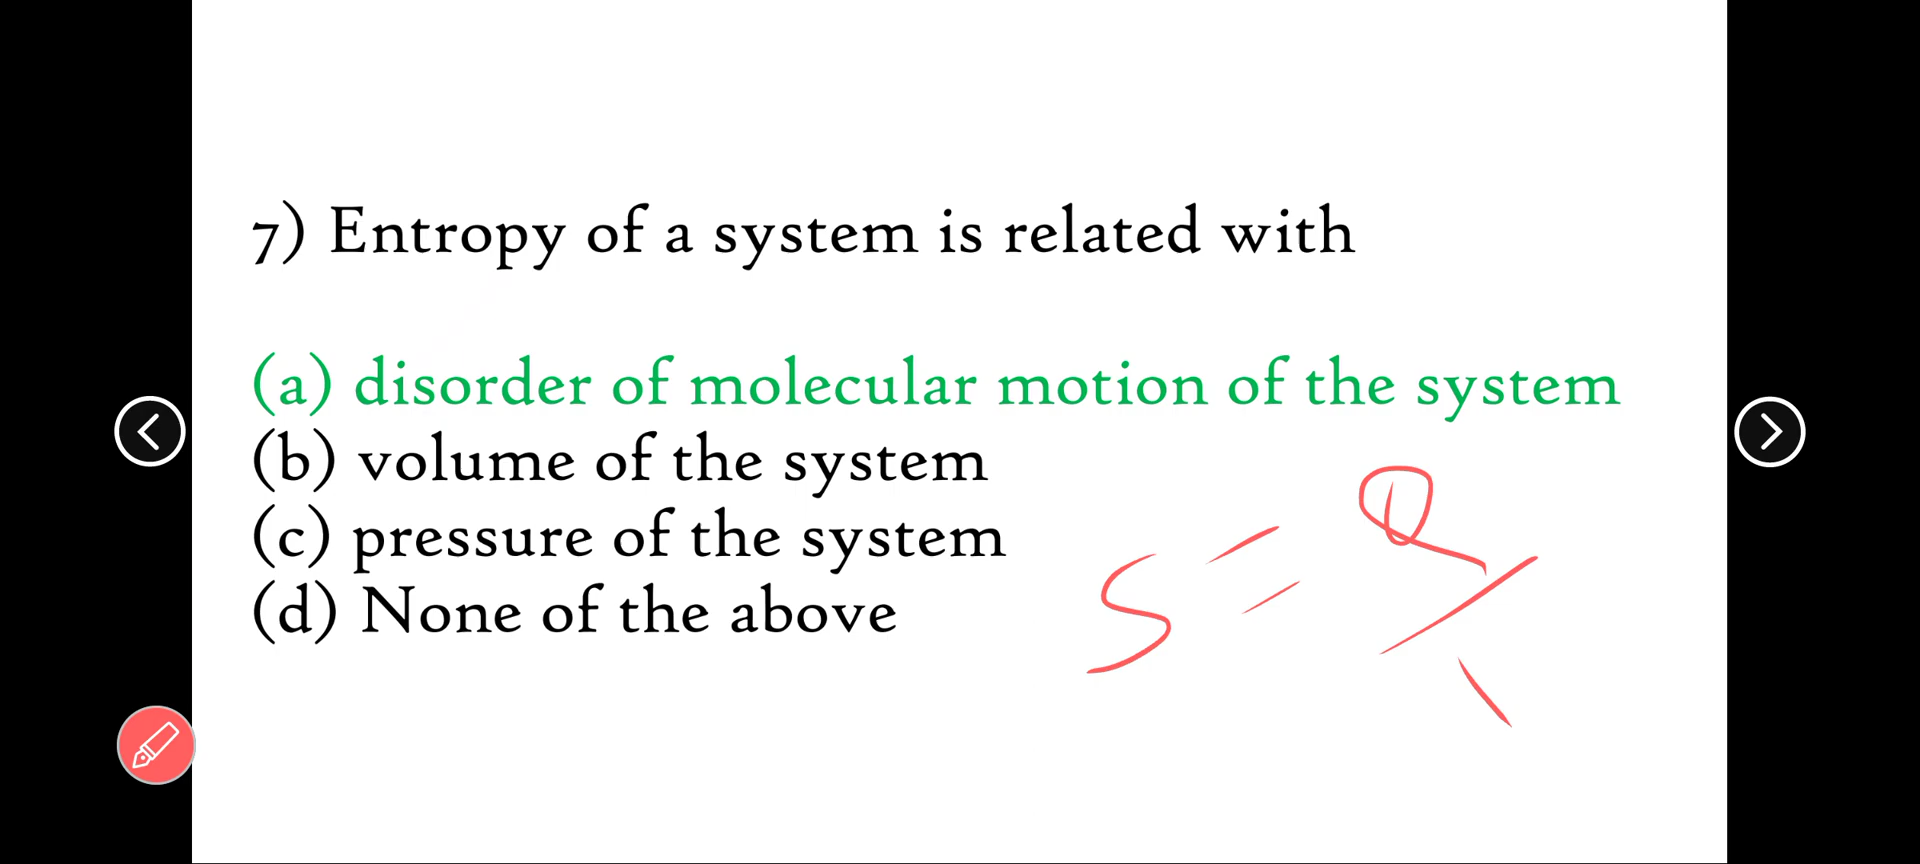 7) Entropy of a system is related with
(a) disorder of molecular motion of the system
(b) volume of the system
(c) pressure of the system
(d) None of the above
S = Q/